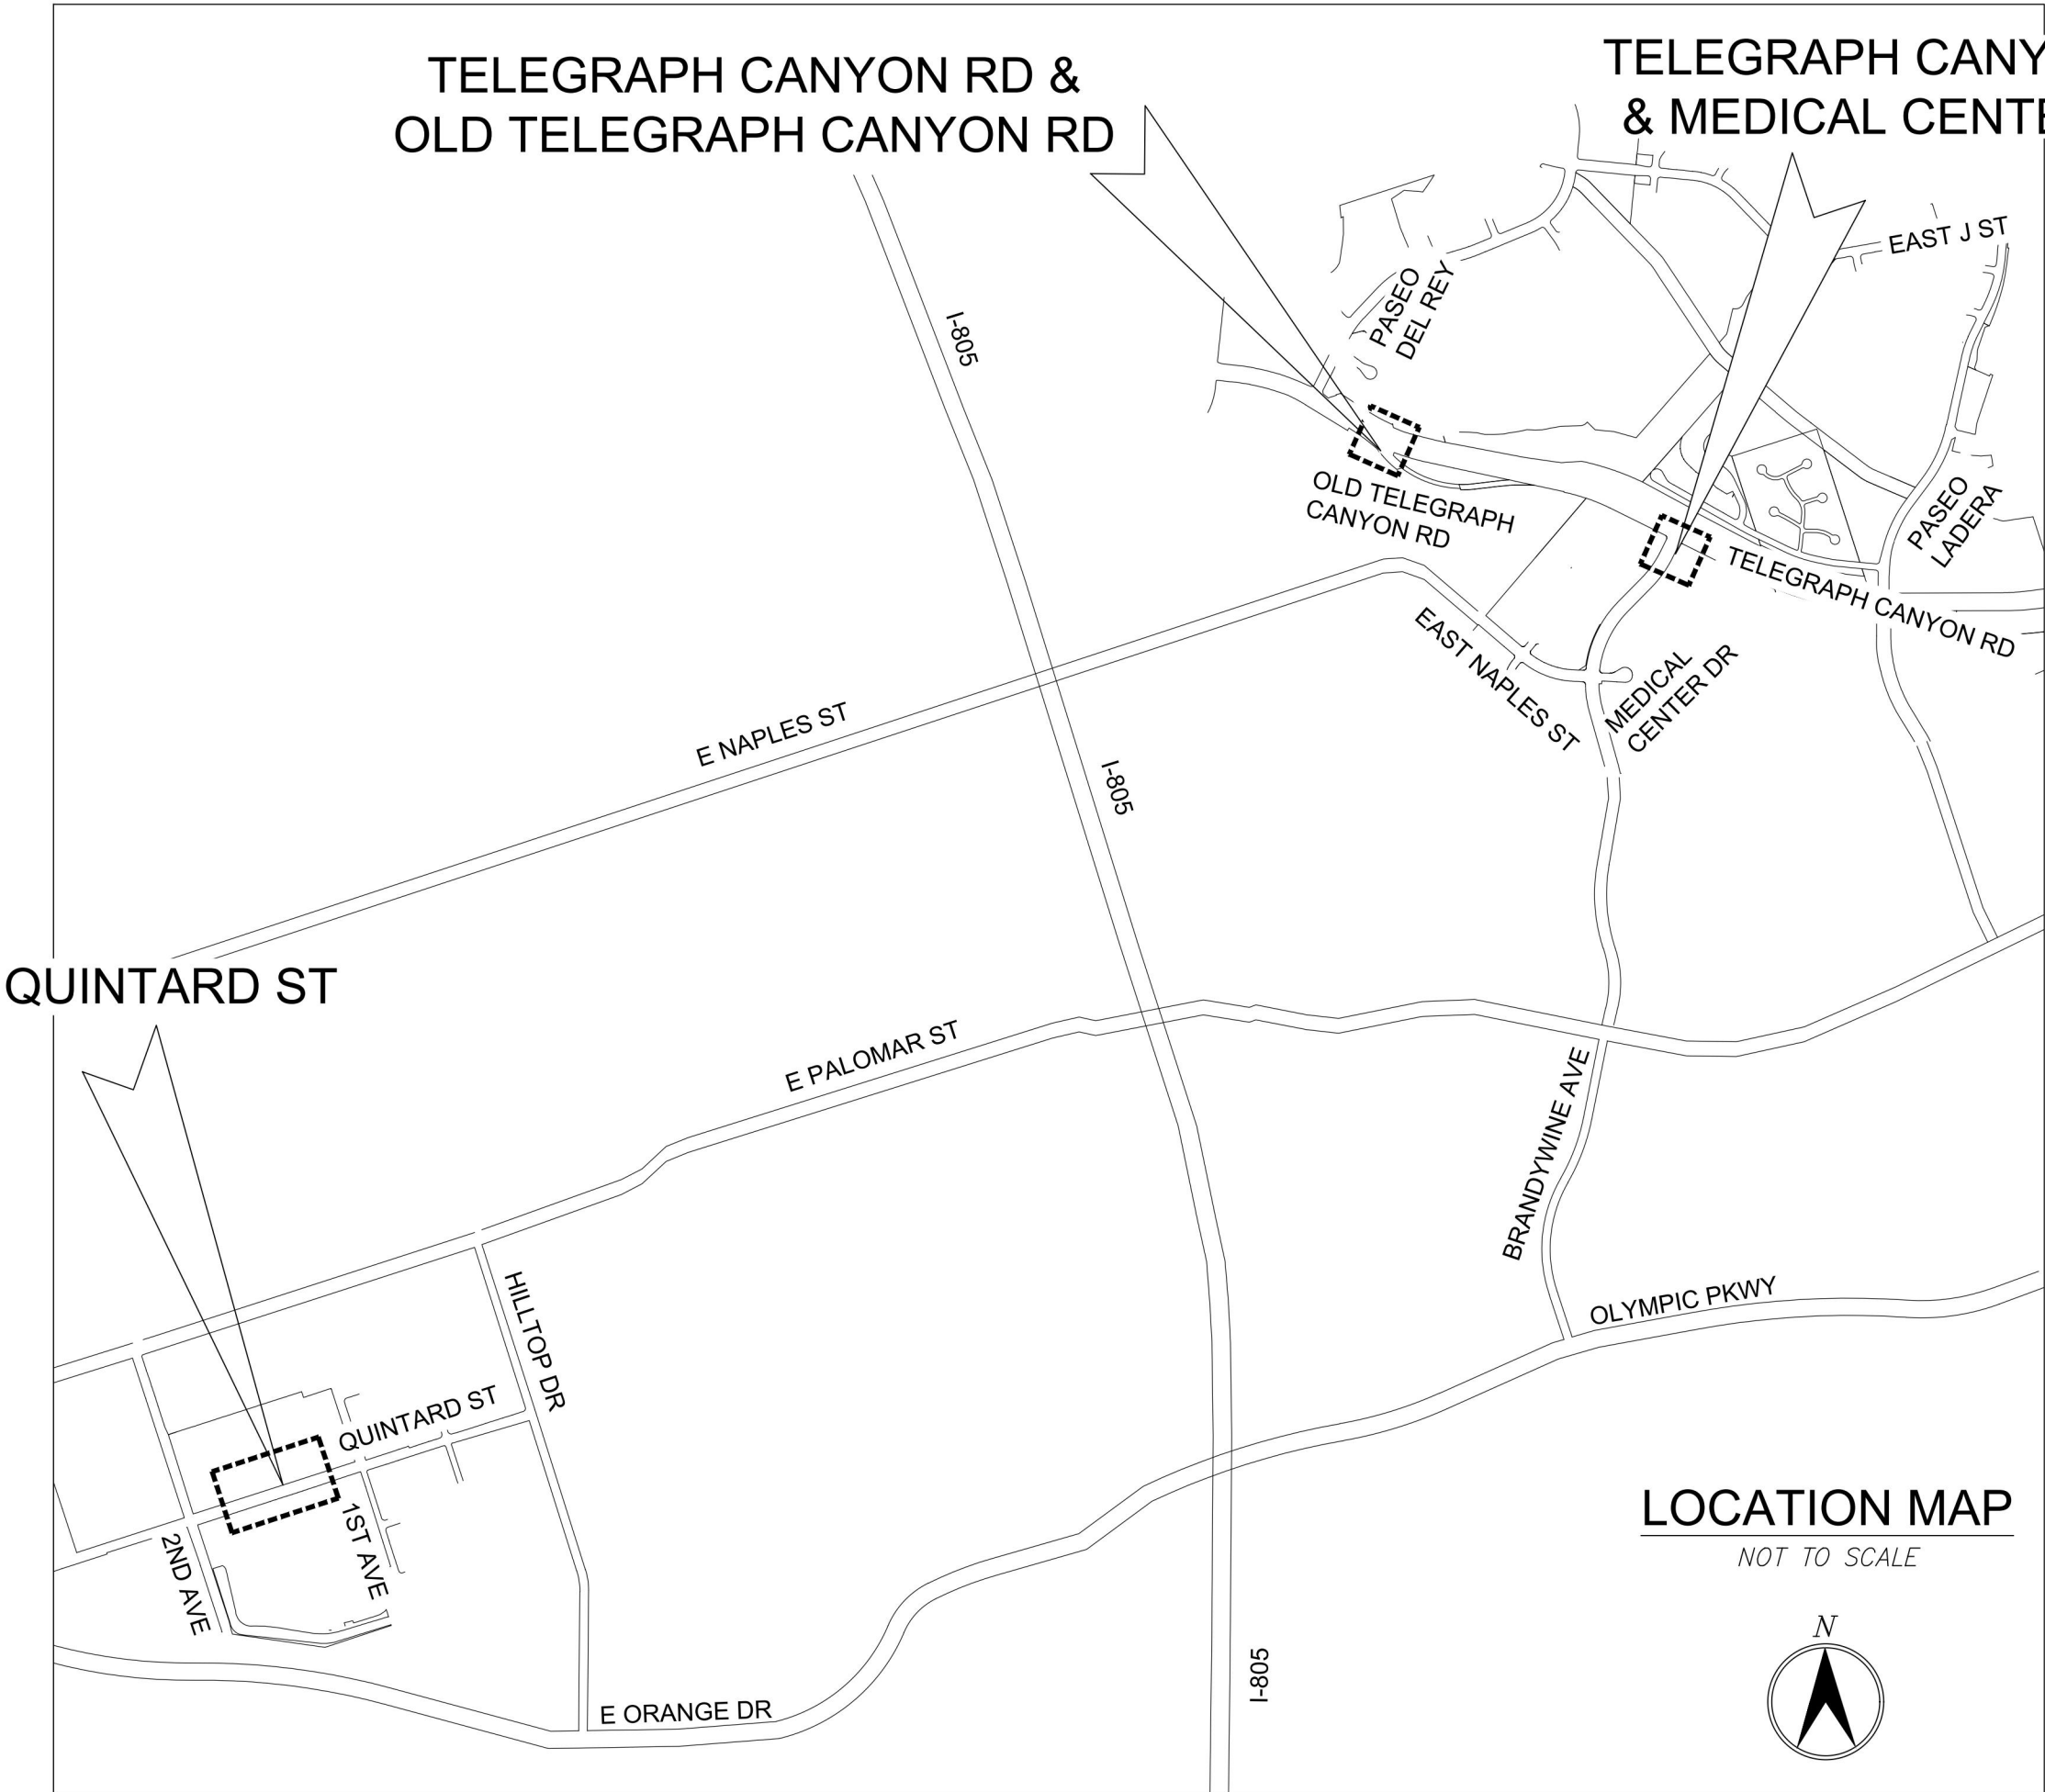 TELEGRAPH CANYON RD &
OLD TELEGRAPH CANYON RD
TELEGRAPH CANY
& MEDICAL CENTE
EAST J ST
I-805
PASEO
DEL REY
OLD TELEGRAPH
CANYON RD
PASEO
LADERA
TELEGRAPH CANYON RD
EAST NAPLES ST
MEDICAL
CENTER DR
E NAPLES ST
I-805
QUINTARD ST
E PALOMAR ST
BRANDYWINE AVE
HILLTOP DR
OLYMPIC PKWY
QUINTARD ST
1ST AVE
2ND AVE
LOCATION MAP
NOT TO SCALE
N
I-805
E ORANGE DR